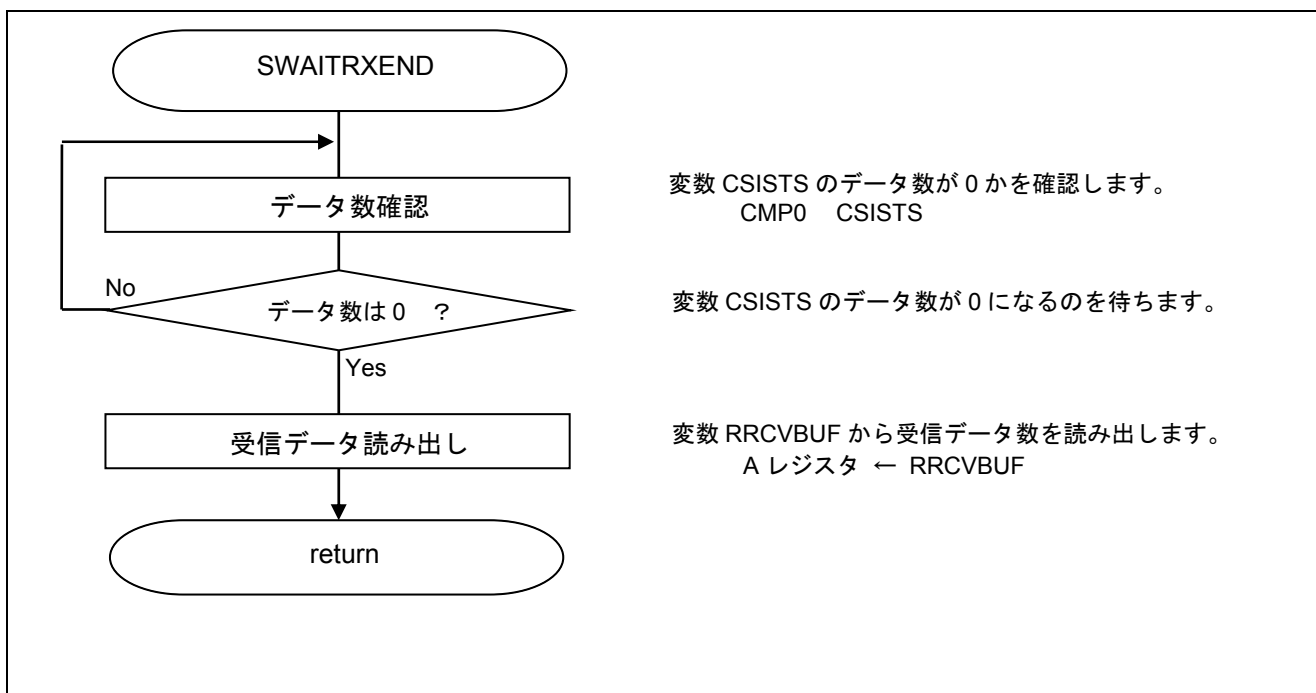 SWAITRXEND
データ数確認
変数 CSISTS のデータ数が 0 かを確認します。
CMP0 CSISTS
No
データ数は 0 ？
変数 CSISTS のデータ数が 0 になるのを待ちます。
Yes
受信データ読み出し
変数 RRCVBUF から受信データ数を読み出します。
A レジスタ ← RRCVBUF
return